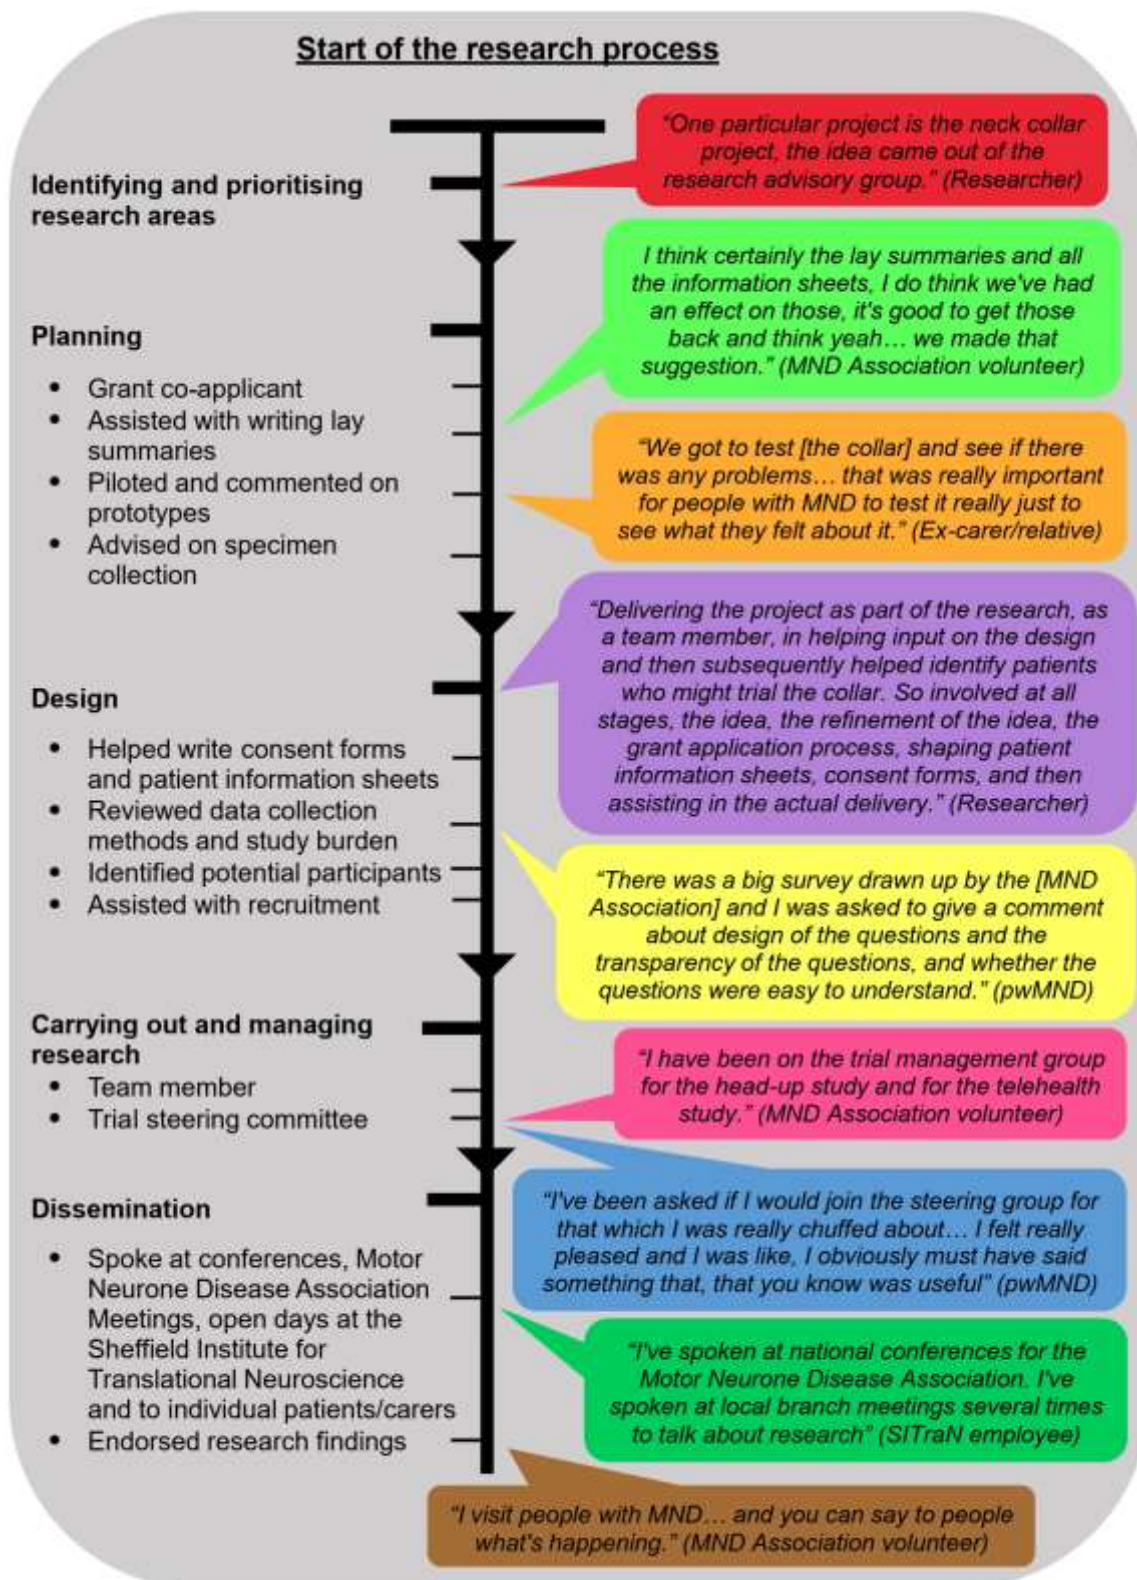 Start of the research process
Identifying and prioritising
research areas
“One particular project is the neck collar
project, the idea came out of the
research advisory group.” (Researcher)
Planning
• Grant co-applicant
• Assisted with writing lay
summaries
• Piloted and commented on
prototypes
• Advised on specimen
collection
I think certainly the lay summaries and all
the information sheets, I do think we've had
an effect on those, it's good to get those
back and think yeah… we made that
suggestion.” (MND Association volunteer)
“We got to test [the collar] and see if there
was any problems… that was really important
for people with MND to test it really just to
see what they felt about it.” (Ex-carer/relative)
Design
• Helped write consent forms
and patient information sheets
• Reviewed data collection
methods and study burden
• Identified potential participants
• Assisted with recruitment
“Delivering the project as part of the research, as
a team member, in helping input on the design
and then subsequently helped identify patients
who might trial the collar. So involved at all
stages, the idea, the refinement of the idea, the
grant application process, shaping patient
information sheets, consent forms, and then
assisting in the actual delivery.” (Researcher)
“There was a big survey drawn up by the [MND
Association] and I was asked to give a comment
about design of the questions and the
transparency of the questions, and whether the
questions were easy to understand.” (pwMND)
Carrying out and managing
research
• Team member
• Trial steering committee
“I have been on the trial management group
for the head-up study and for the telehealth
study.” (MND Association volunteer)
“I've been asked if I would join the steering group for
that which I was really chuffed about… I felt really
pleased and I was like, I obviously must have said
something that, that you know was useful” (pwMND)
Dissemination
• Spoke at conferences, Motor
Neurone Disease Association
Meetings, open days at the
Sheffield Institute for
Translational Neuroscience
and to individual patients/carers
• Endorsed research findings
“I've spoken at national conferences for the
Motor Neurone Disease Association. I've
spoken at local branch meetings several times
to talk about research” (SITraN employee)
“I visit people with MND… and you can say to people
what's happening.” (MND Association volunteer)